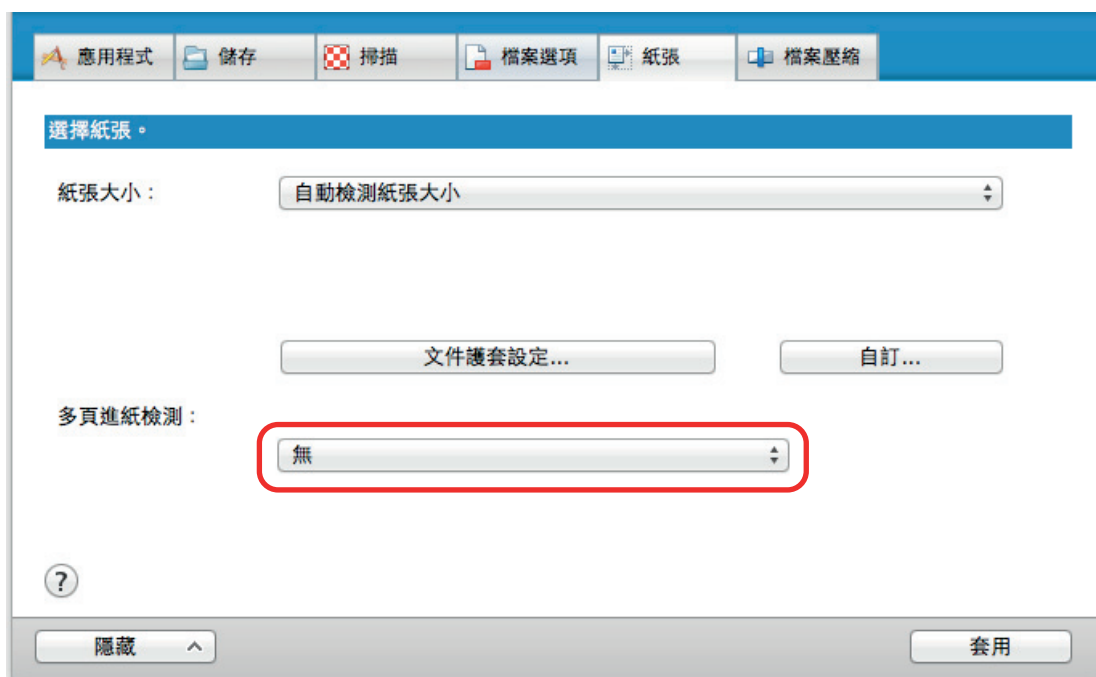 應用程式 儲存 掃描 檔案選項 紙張 檔案壓縮
選擇紙張。
紙張大小： 自動檢測紙張大小
文件護套設定... 自訂...
多頁進紙檢測：
無
?
隱藏 套用